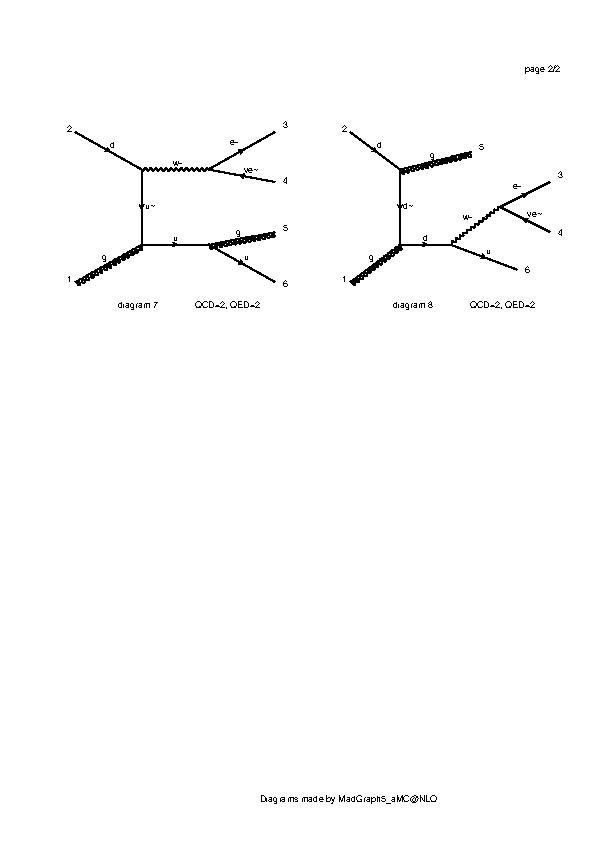 page 2/2
2
d
w-
e-
3
ve~
4
u~
g
1
u
g
5
u
6
diagram 7 QCD=2, QED=2
2
d
g
5
d~
g
1
d
w-
e-
3
ve~
4
u
6
diagram 8 QCD=2, QED=2
Diagrams made by MadGraph5_aMC@NLO